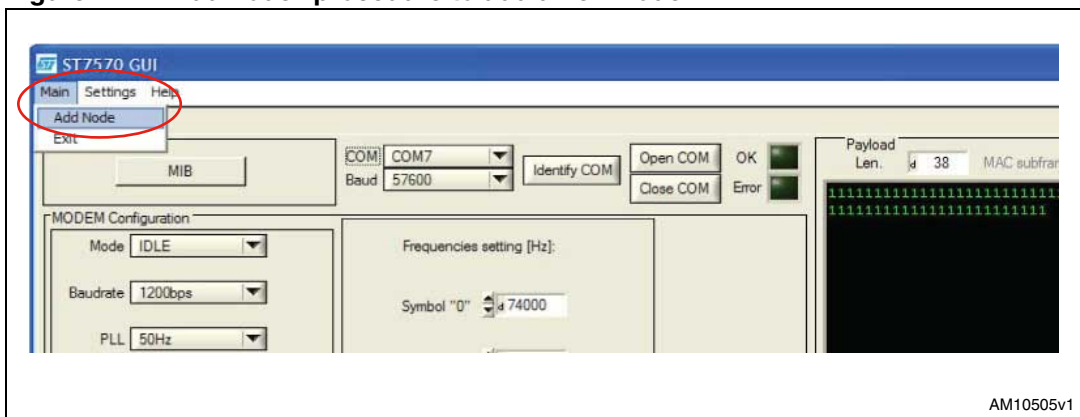 ST7570 GUI
Main Settings Help
Add Node
Exit
MIB
COM COM7
Baud 57600
Identify COM
Open COM OK
Close COM Error
Payload
Len. d 38 MAC subfram
11111111111111111111111111111
1111111111111111111111111
MODEM Configuration
Mode IDLE
Baudrate 1200bps
PLL 50Hz
Frequencies setting [Hz]:
Symbol "0" d 74000
AM10505v1